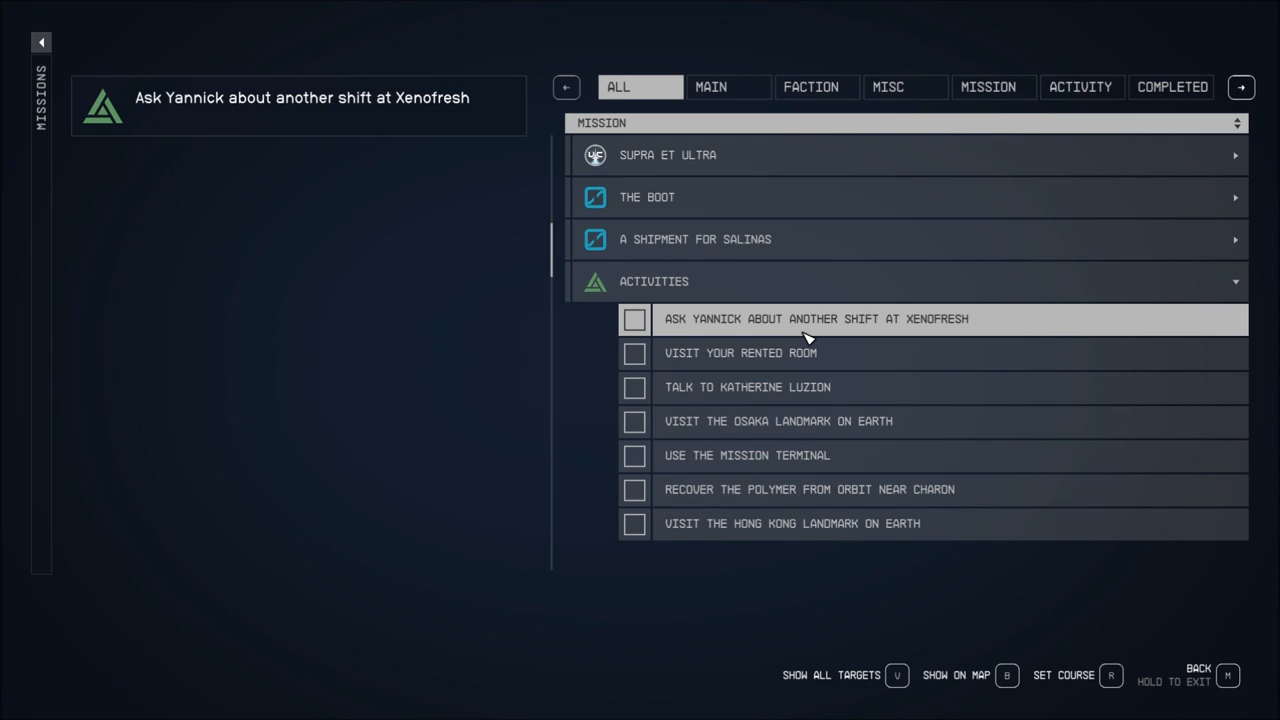 MISSIONS
Ask Yannick about another shift at Xenofresh
ALL MAIN FACTION MISC MISSION ACTIVITY COMPLETED
MISSION
SUPRA ET ULTRA
THE BOOT
A SHIPMENT FOR SALINAS
ACTIVITIES
ASK YANNICK ABOUT ANOTHER SHIFT AT XENOFRESH
VISIT YOUR RENTED ROOM
TALK TO KATHERINE LUZION
VISIT THE OSAKA LANDMARK ON EARTH
USE THE MISSION TERMINAL
RECOVER THE POLYMER FROM ORBIT NEAR CHARON
VISIT THE HONG KONG LANDMARK ON EARTH
SHOW ALL TARGETS V SHOW ON MAP B SET COURSE R BACK M
HOLD TO EXIT